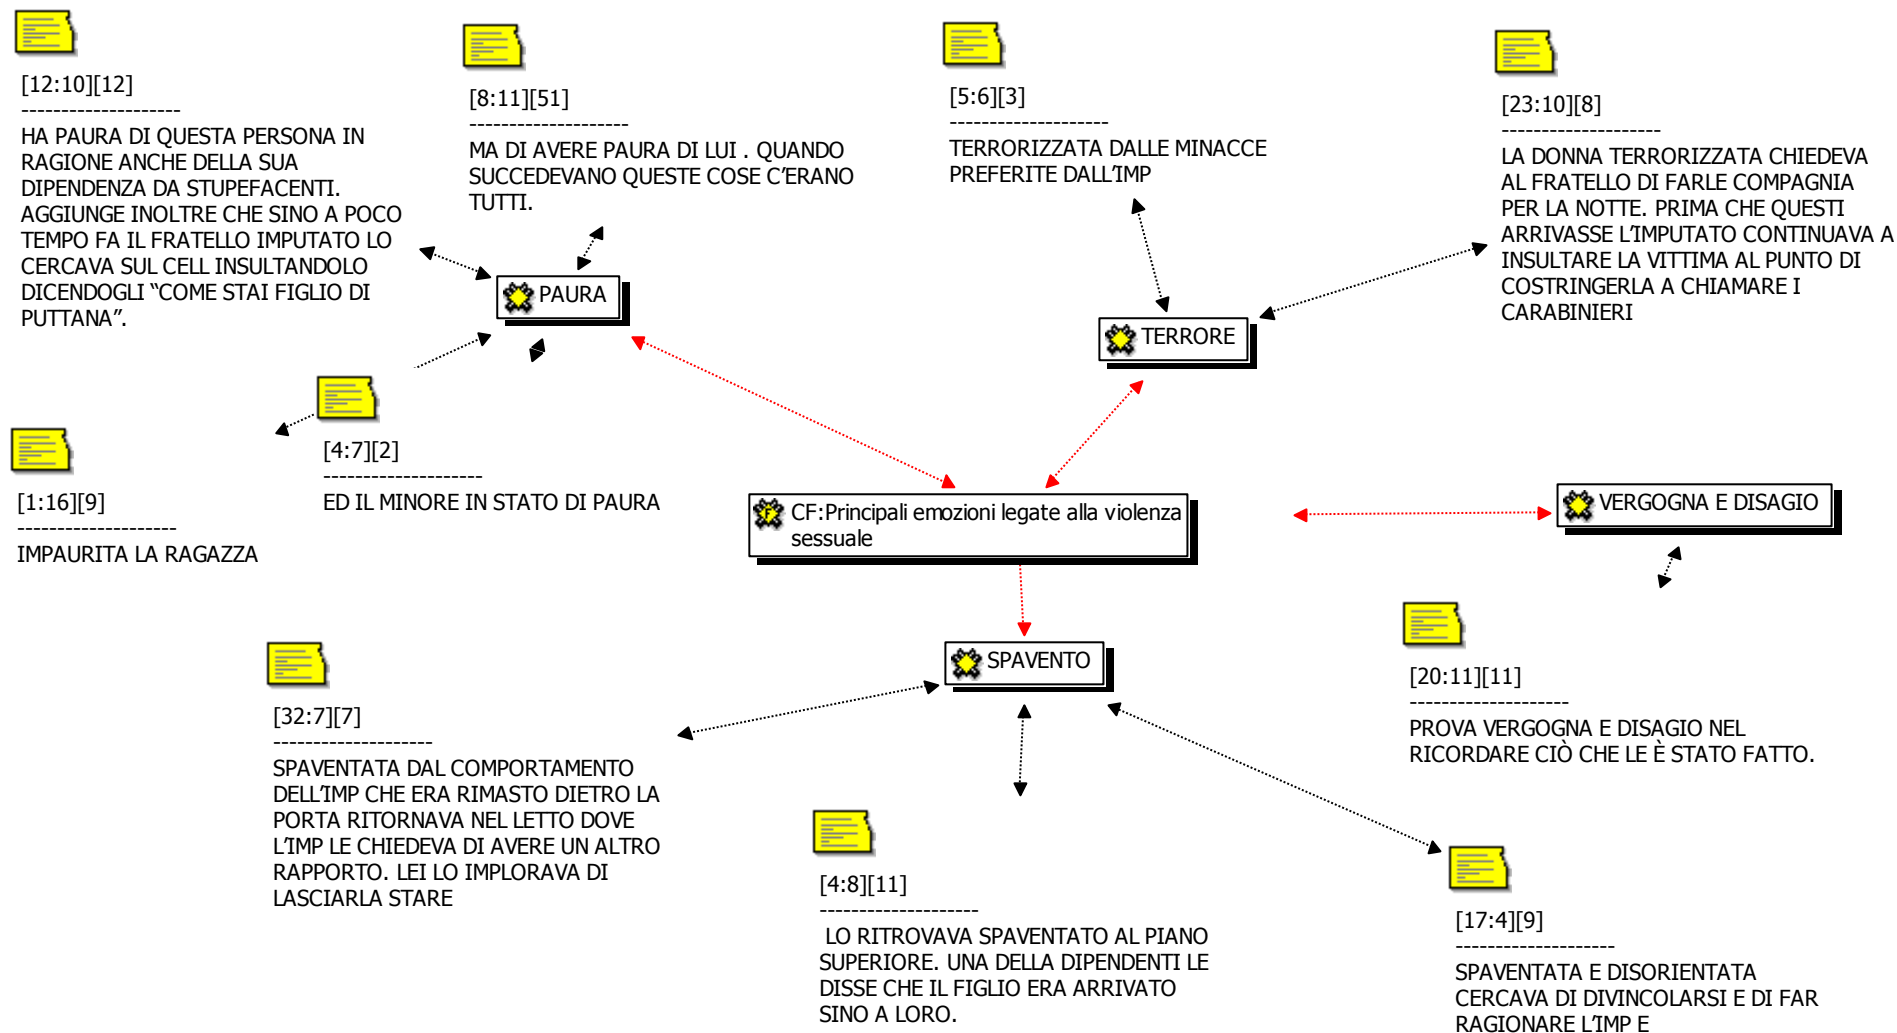 [12:10][12]
--------------------
HA PAURA DI QUESTA PERSONA IN
RAGIONE ANCHE DELLA SUA
DIPENDENZA DA STUPEFACENTI.
AGGIUNGE INOLTRE CHE SINO A POCO
TEMPO FA IL FRATELLO IMPUTATO LO
CERCAVA SUL CELL INSULTANDOLO
DICENDOGLI “COME STAI FIGLIO DI
PUTTANA”.
[8:11][51]
--------------------
MA DI AVERE PAURA DI LUI . QUANDO
SUCCEDEVANO QUESTE COSE C’ERANO
TUTTI.
[5:6][3]
--------------------
TERRORIZZATA DALLE MINACCE
PREFERITE DALL’IMP
[23:10][8]
--------------------
LA DONNA TERRORIZZATA CHIEDEVA
AL FRATELLO DI FARLE COMPAGNIA
PER LA NOTTE. PRIMA CHE QUESTI
ARRIVASSE L’IMPUTATO CONTINUAVA A
INSULTARE LA VITTIMA AL PUNTO DI
COSTRINGERLA A CHIAMARE I
CARABINIERI
PAURA
TERRORE
[4:7][2]
--------------------
ED IL MINORE IN STATO DI PAURA
[1:16][9]
--------------------
IMPAURITA LA RAGAZZA
F
CF:Principali emozioni legate alla violenza
sessuale
VERGOGNA E DISAGIO
SPAVENTO
[20:11][11]
--------------------
PROVA VERGOGNA E DISAGIO NEL
RICORDARE CIÒ CHE LE È STATO FATTO.
[32:7][7]
--------------------
SPAVENTATA DAL COMPORTAMENTO
DELL’IMP CHE ERA RIMASTO DIETRO LA
PORTA RITORNAVA NEL LETTO DOVE
L’IMP LE CHIEDEVA DI AVERE UN ALTRO
RAPPORTO. LEI LO IMPLORAVA DI
LASCIARLA STARE
[4:8][11]
--------------------
LO RITROVAVA SPAVENTATO AL PIANO
SUPERIORE. UNA DELLA DIPENDENTI LE
DISSE CHE IL FIGLIO ERA ARRIVATO
SINO A LORO.
[17:4][9]
--------------------
SPAVENTATA E DISORIENTATA
CERCAVA DI DIVINCOLARSI E DI FAR
RAGIONARE L’IMP E